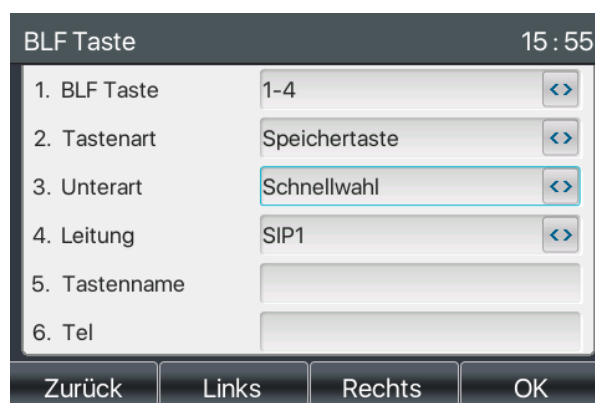 BLF Taste 15:55
1. BLF Taste 1-4 <>
2. Tastenart Speichertaste <>
3. Unterart Schnellwahl <>
4. Leitung SIP1 <>
5. Tastenname
6. Tel
Zurück Links Rechts OK